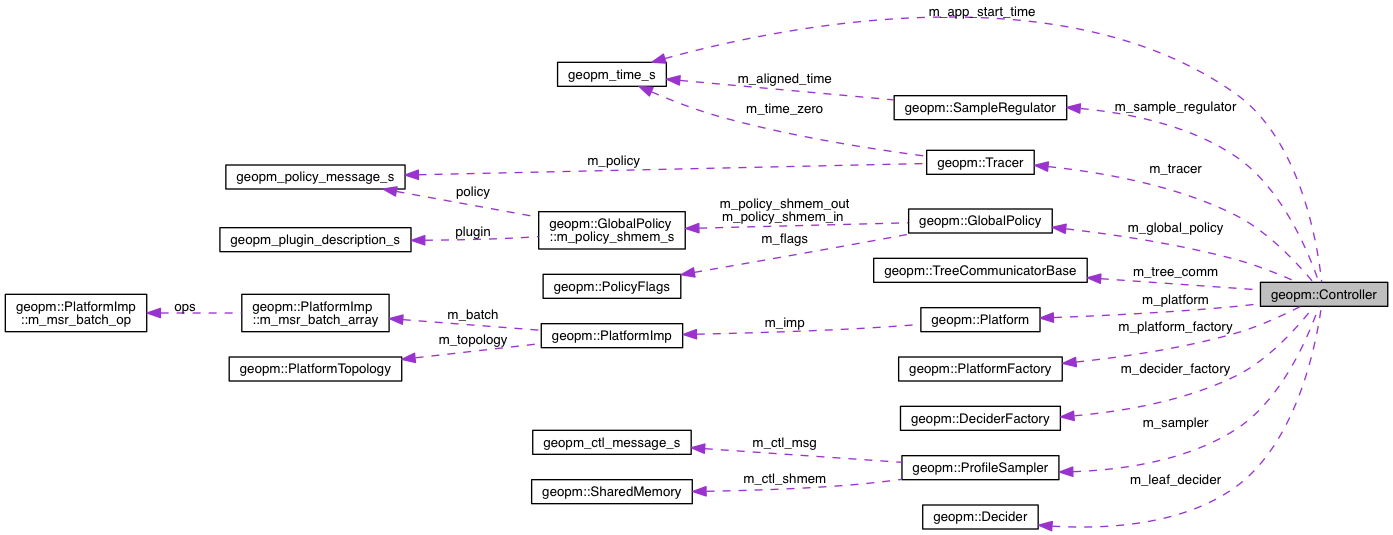 m_app_start_time
geopm_time_s
m_aligned_time
geopm::SampleRegulator
m_sample_regulator
m_time_zero
geopm::Tracer
m_tracer
m_policy
geopm_policy_message_s
policy
geopm::GlobalPolicy
::m_policy_shmem_s
m_policy_shmem_out
m_policy_shmem_in
geopm::GlobalPolicy
m_global_policy
geopm_plugin_description_s
plugin
m_flags
geopm::PolicyFlags
geopm::TreeCommunicatorBase
m_tree_comm
geopm::Controller
geopm::PlatformImp
::m_msr_batch_op
ops
geopm::PlatformImp
::m_msr_batch_array
m_batch
m_topology
geopm::PlatformImp
m_imp
geopm::Platform
m_platform
geopm::PlatformTopology
geopm::PlatformFactory
m_platform_factory
geopm::DeciderFactory
m_decider_factory
geopm_ctl_message_s
m_ctl_msg
geopm::ProfileSampler
m_sampler
geopm::SharedMemory
m_ctl_shmem
geopm::Decider
m_leaf_decider